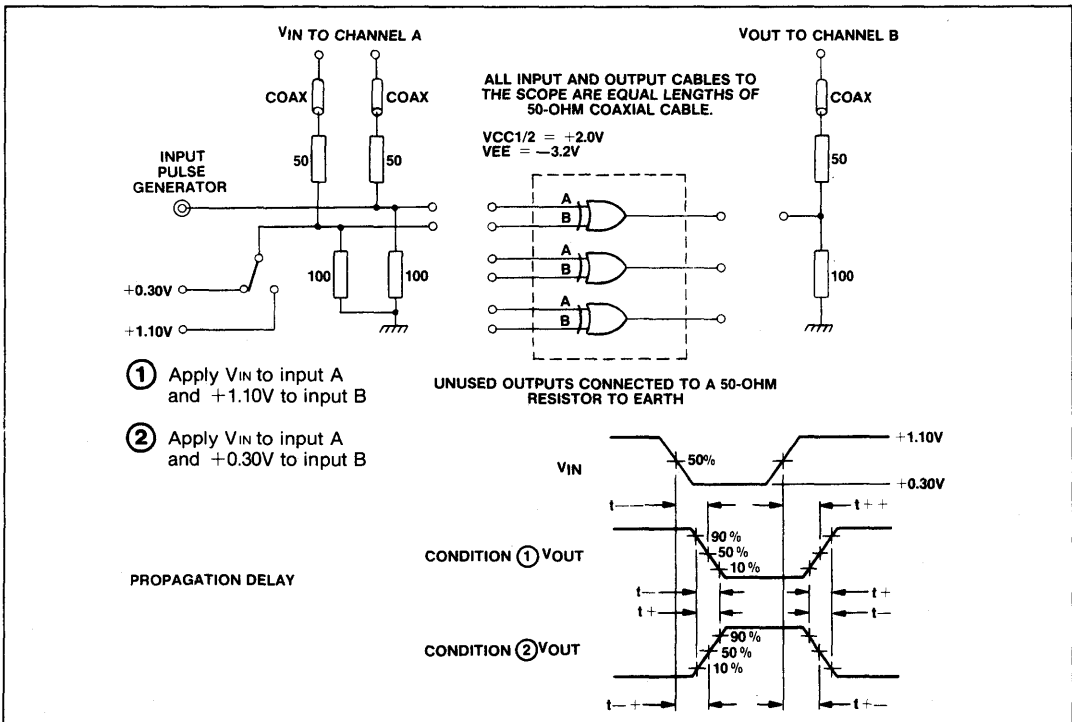 VIN TO CHANNEL A
VOUT TO CHANNEL B
COAX
COAX
ALL INPUT AND OUTPUT CABLES TO
THE SCOPE ARE EQUAL LENGTHS OF
50-OHM COAXIAL CABLE.
COAX
VCC1/2 = +2.0V
VEE = —3.2V
INPUT
PULSE
GENERATOR
50
50
50
A
B
A
B
A
B
100
100
100
+0.30V
+1.10V
1 Apply VIN to input A
and +1.10V to input B
UNUSED OUTPUTS CONNECTED TO A 50-OHM
RESISTOR TO EARTH
2 Apply VIN to input A
and +0.30V to input B
VIN
50%
+1.10V
+0.30V
t——
t++
CONDITION 1 VOUT
90 %
50 %
10 %
PROPAGATION DELAY
t—
t+
t+
t—
CONDITION 2 VOUT
90 %
50 %
10 %
t—+
t+—